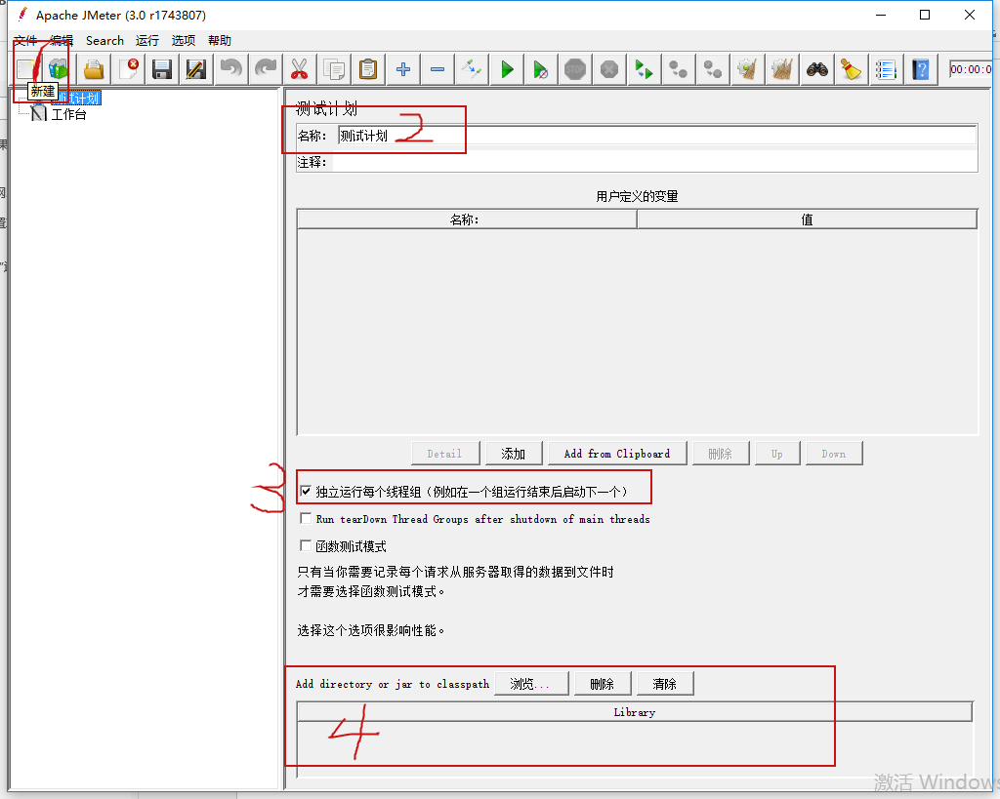 Apache JMeter (3.0 r1743807)
文件 编辑 Search 运行 选项 帮助
1
00:00:0
新建
测试计划
工作台
测试计划
名称: 测试计划
2
注释:
用户定义的变量
名称: 值
Detail 添加 Add from Clipboard 删除 Up Down
3
独立运行每个线程组（例如在一个组运行结束后启动下一个）
Run tearDown Thread Groups after shutdown of main threads
函数测试模式
只有当你需要记录每个请求从服务器取得的数据到文件时
才需要选择函数测试模式。
选择这个选项很影响性能。
Add directory or jar to classpath 浏览... 删除 清除
Library
4
激活 Windows